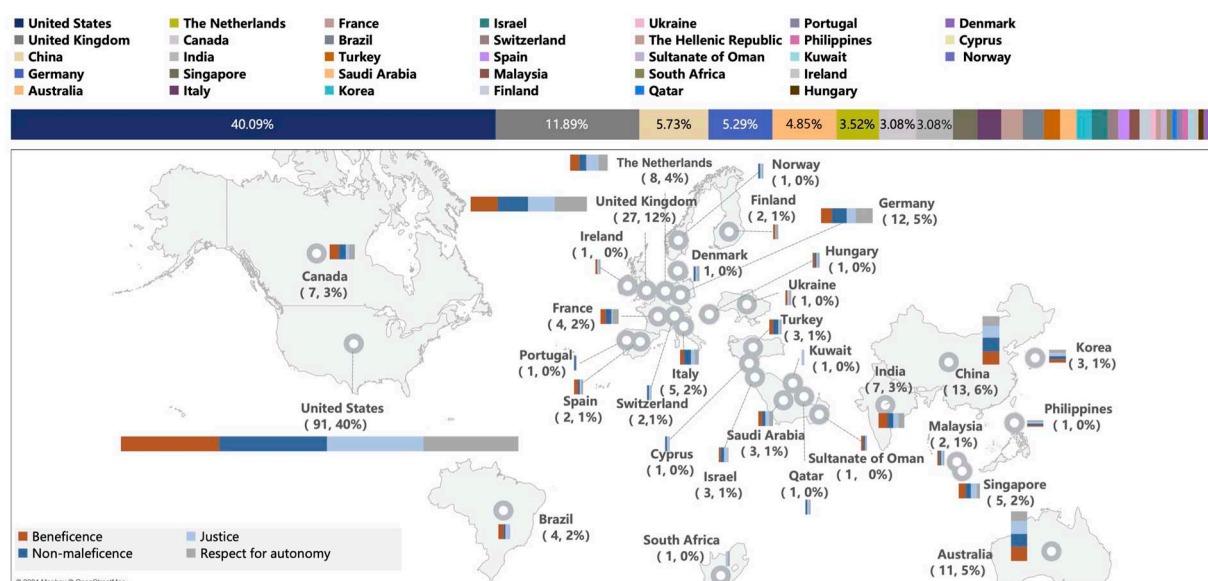 United States
The Netherlands
France
Israel
Ukraine
Portugal
Denmark
United Kingdom
Canada
Brazil
Switzerland
The Hellenic Republic
Philippines
Cyprus
China
India
Turkey
Spain
Sultanate of Oman
Kuwait
Norway
Germany
Singapore
Saudi Arabia
Malaysia
South Africa
Ireland
Australia
Italy
Korea
Finland
Qatar
Hungary
40.09%
11.89%
5.73%
5.29%
4.85%
3.52%
3.08%
3.08%
The Netherlands
( 8, 4%)
Norway
( 1, 0%)
United Kingdom
( 27, 12%)
Finland
( 2, 1%)
Germany
( 12, 5%)
Ireland
( 1, 0%)
Denmark
( 1, 0%)
Hungary
( 1, 0%)
Canada
( 7, 3%)
Ukraine
( 1, 0%)
France
( 4, 2%)
Turkey
( 3, 1%)
Portugal
( 1, 0%)
Kuwait
( 1, 0%)
Korea
( 3, 1%)
Italy
( 5, 2%)
India
( 7, 3%)
China
( 13, 6%)
Spain
( 2, 1%)
Switzerland
( 2,1%)
United States
( 91, 40%)
Philippines
( 1, 0%)
Malaysia
( 2, 1%)
Saudi Arabia
( 3, 1%)
Cyprus
( 1, 0%)
Sultanate of Oman
( 1, 0%)
Israel
( 3, 1%)
Qatar
( 1, 0%)
Singapore
( 5, 2%)
Brazil
( 4, 2%)
South Africa
( 1, 0%)
Australia
( 11, 5%)
Beneficence
Justice
Non-maleficence
Respect for autonomy